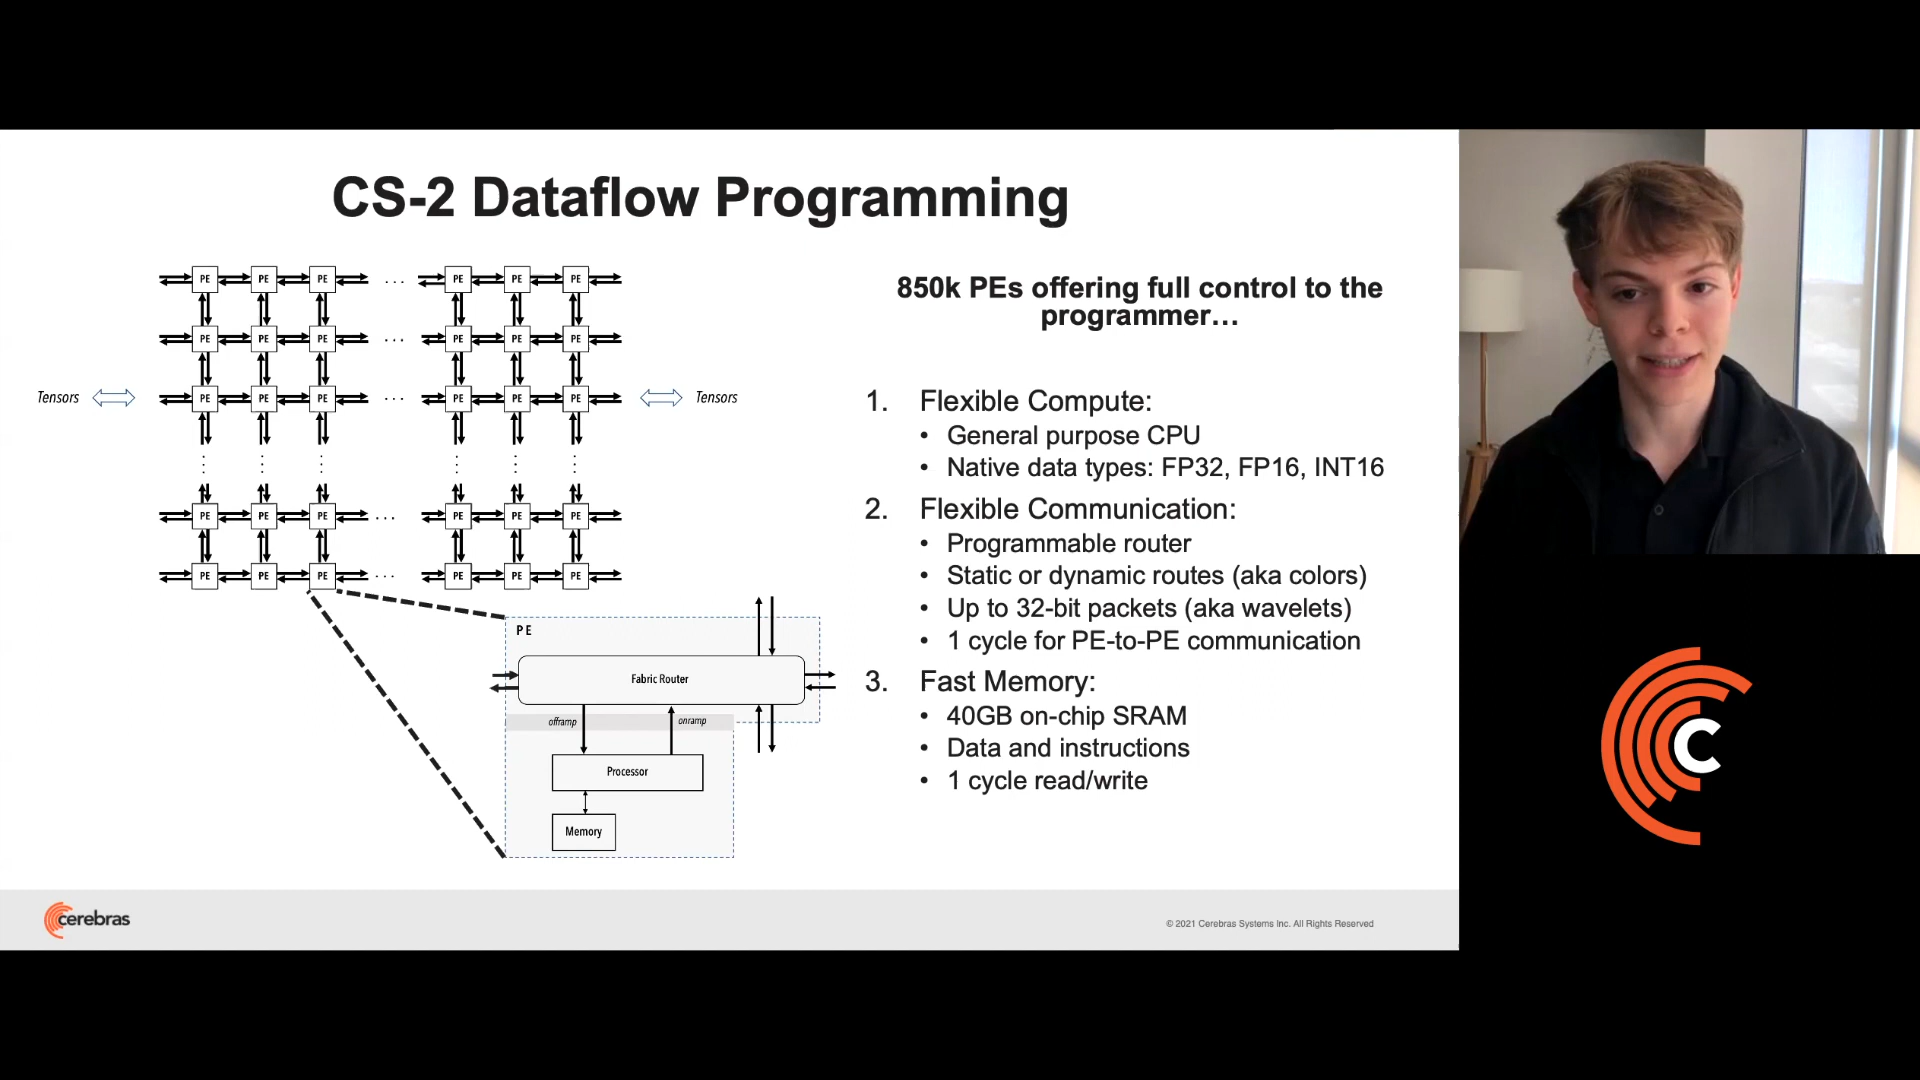 CS-2 Dataflow Programming
PE PE PE ... PE PE PE
PE PE PE ... PE PE PE
Tensors PE PE PE ... PE PE PE Tensors
PE PE PE ... PE PE PE
PE PE PE ... PE PE PE
PE
Fabric Router
offramp onramp
Processor
Memory
850k PEs offering full control to the
programmer…
1. Flexible Compute:
• General purpose CPU
• Native data types: FP32, FP16, INT16
2. Flexible Communication:
• Programmable router
• Static or dynamic routes (aka colors)
• Up to 32-bit packets (aka wavelets)
• 1 cycle for PE-to-PE communication
3. Fast Memory:
• 40GB on-chip SRAM
• Data and instructions
• 1 cycle read/write
cerebras
© 2021 Cerebras Systems Inc. All Rights Reserved
C